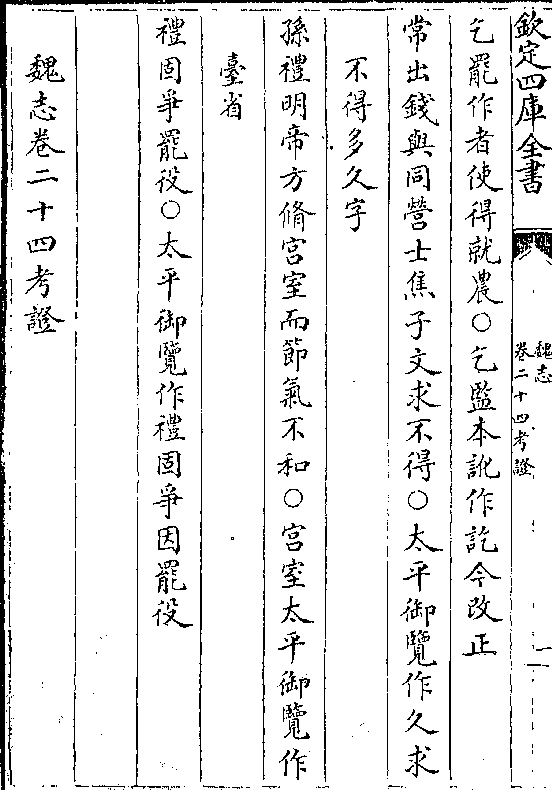 欽定四庫全書
魏志
卷二十四考證
一
乞罷作者使得就農○乞監本訛作訖今改正
常出錢與同營士焦子文求不得○太平御覽作久求
不得多久字
孫禮明帝方脩宫室而節氣不和○宫室太平御覽作
臺省
禮固爭罷役○太平御覽作禮固爭因罷役
魏志卷二十四考證